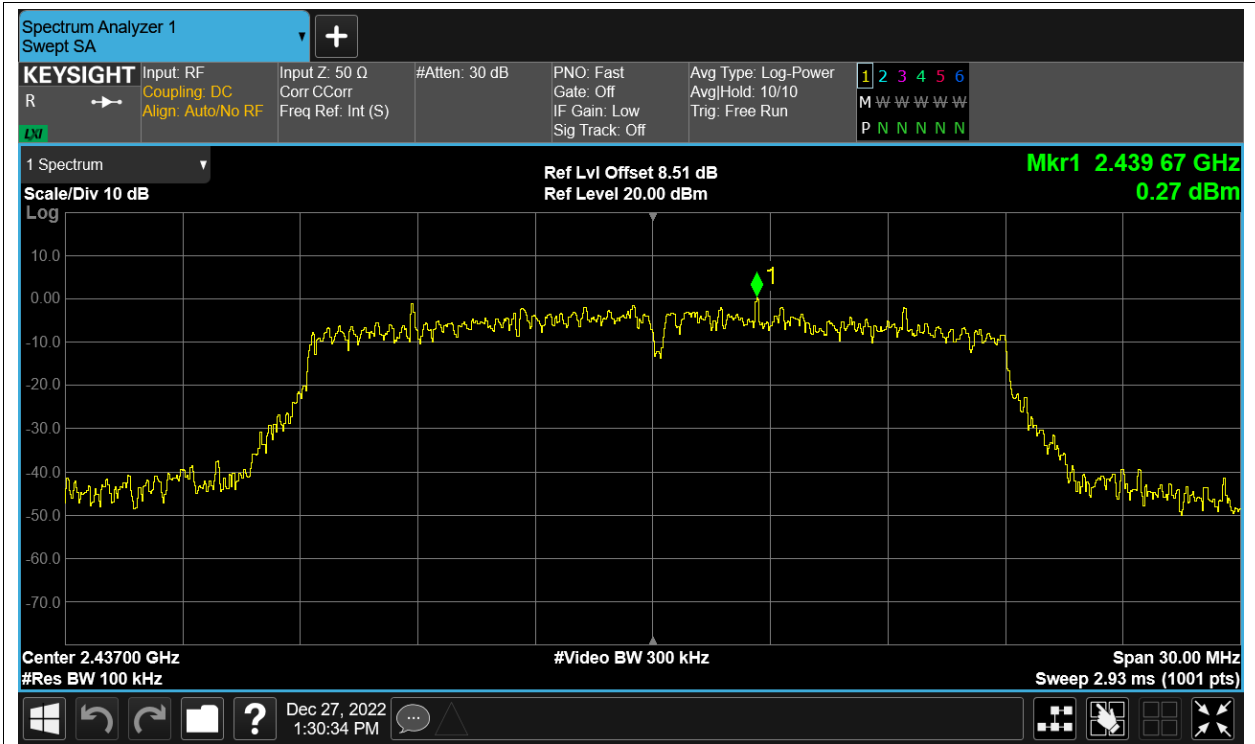 Spectrum Analyzer 1
Swept SA
KEYSIGHT
R
LXI
Input: RF
Coupling: DC
Align: Auto/No RF
Input Z: 50 Ω
Corr CCorr
Freq Ref: Int (S)
#Atten: 30 dB
PNO: Fast
Gate: Off
IF Gain: Low
Sig Track: Off
Avg Type: Log-Power
Avg|Hold: 10/10
Trig: Free Run
1 2 3 4 5 6
M W W W W W
P N N N N N
1 Spectrum
Scale/Div 10 dB
Log
Ref Lvl Offset 8.51 dB
Ref Level 20.00 dBm
Mkr1 2.439 67 GHz
0.27 dBm
1
10.0
0.00
-10.0
-20.0
-30.0
-40.0
-50.0
-60.0
-70.0
Center 2.43700 GHz
#Res BW 100 kHz
#Video BW 300 kHz
Span 30.00 MHz
Sweep 2.93 ms (1001 pts)
?
Dec 27, 2022
1:30:34 PM